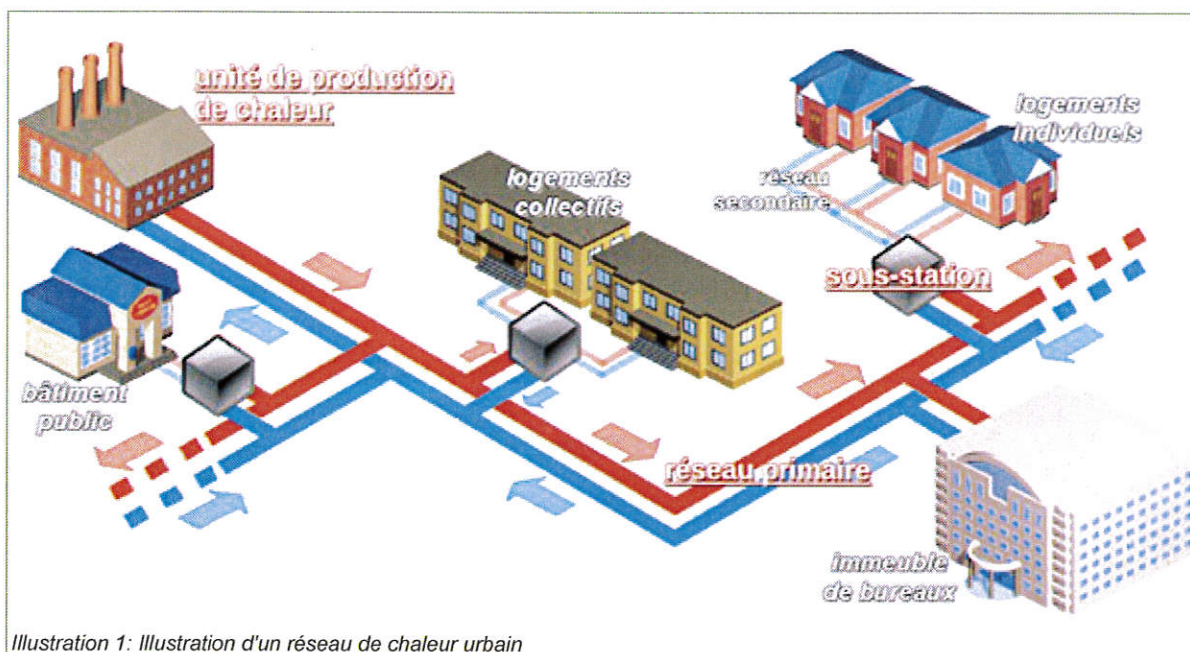 unité de production
de chaleur
logements
individuels
logements
collectifs
réseau
secondaire
sous-station
bâtiment
public
réseau primaire
immeuble
de bureaux
Illustration 1: Illustration d'un réseau de chaleur urbain